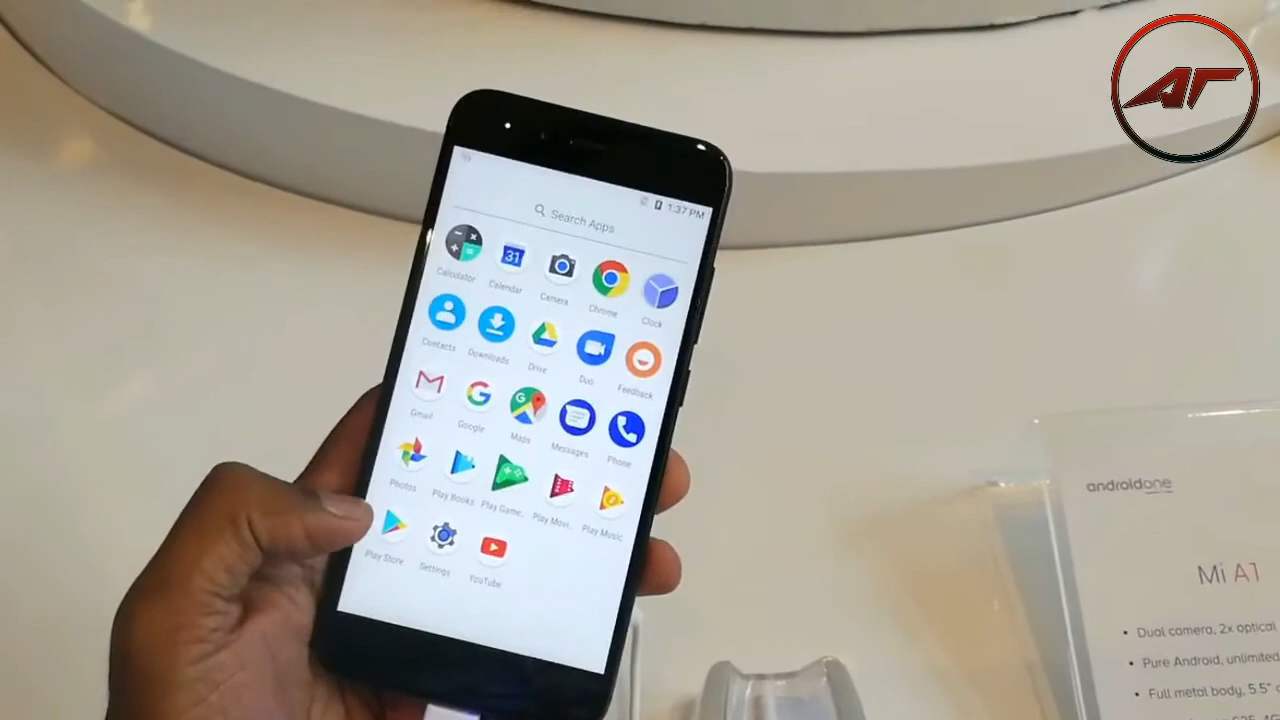 AT
1:37 PM
Search Apps
31
Calculator Calendar Camera Chrome Clock
Contacts Downloads Drive Duo Feedback
G
Gmail Google Maps Messages Phone
Photos Play Books Play Game.. Play Movi.. Play Music
Play Store Settings YouTube
androidone
Mi A1
• Dual camera, 2x optical
• Pure Android, unlimited
• Full metal body, 5.5"